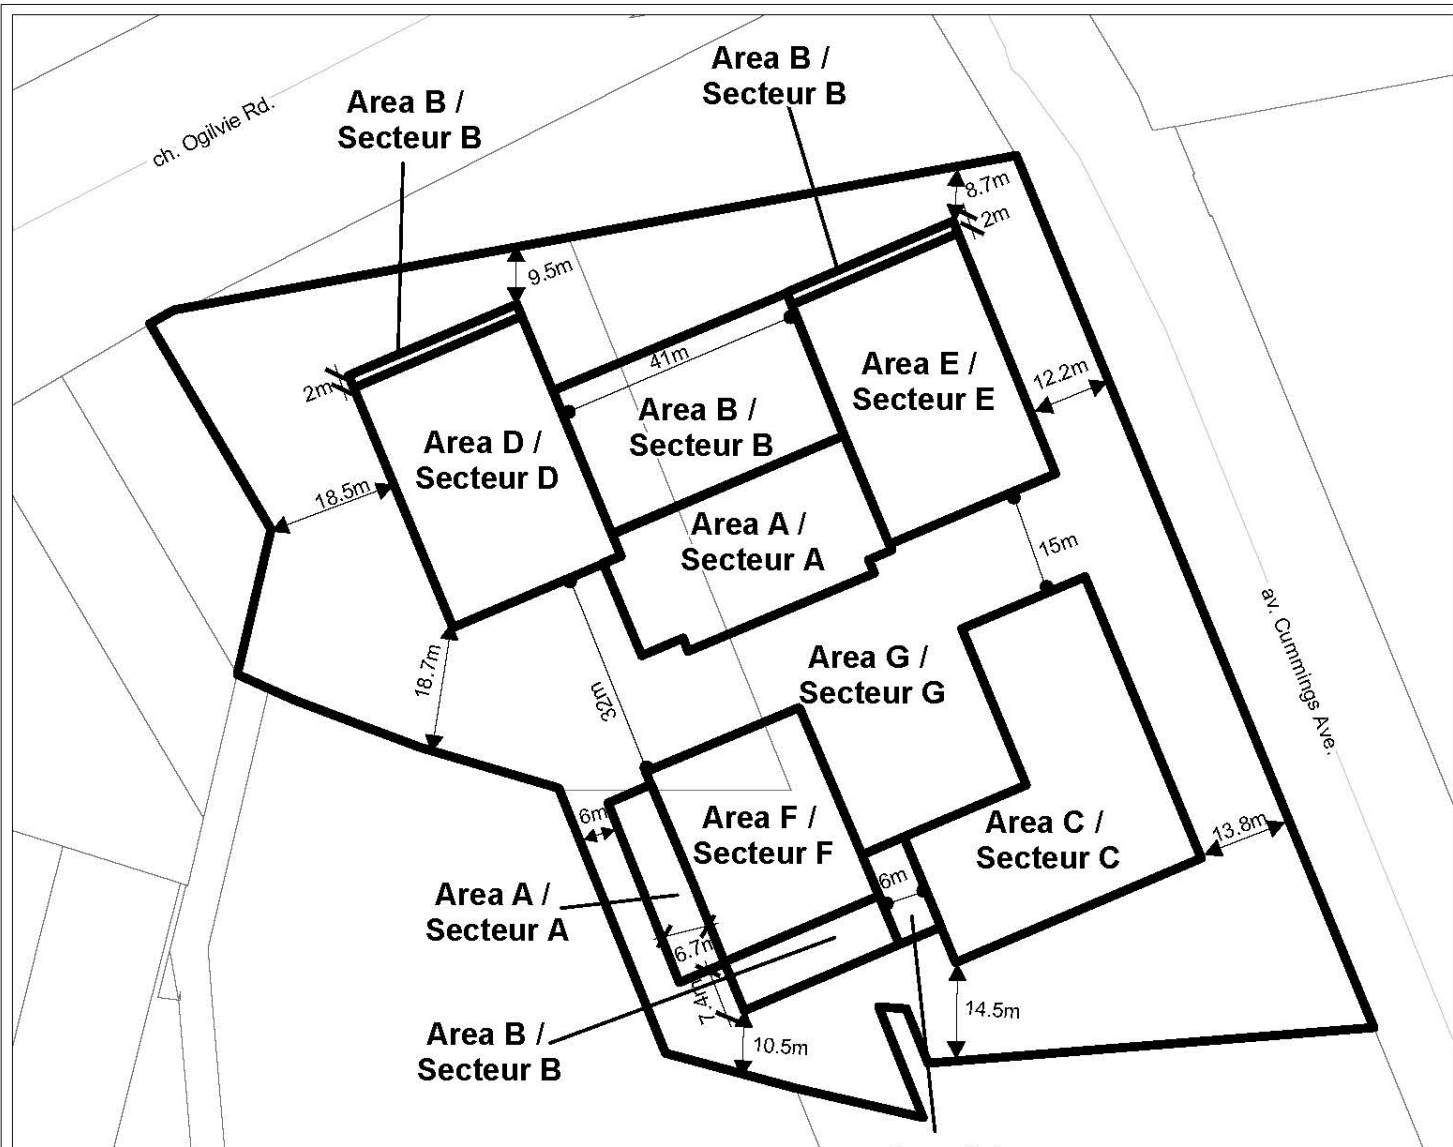 Area B /
Secteur B
Area B /
Secteur B
ch. Ogilvie Rd.
8.7m
2m
9.5m
41m
2m
Area E /
Secteur E
12.2m
Area B /
Secteur B
Area D /
Secteur D
18.5m
Area A /
Secteur A
15m
av. Cummings Ave.
18.7m
32m
Area G /
Secteur G
6m
Area F /
Secteur F
Area C /
Secteur C
13.8m
6m
Area A /
Secteur A
6.7m
7.4m
14.5m
Area B /
Secteur B
10.5m